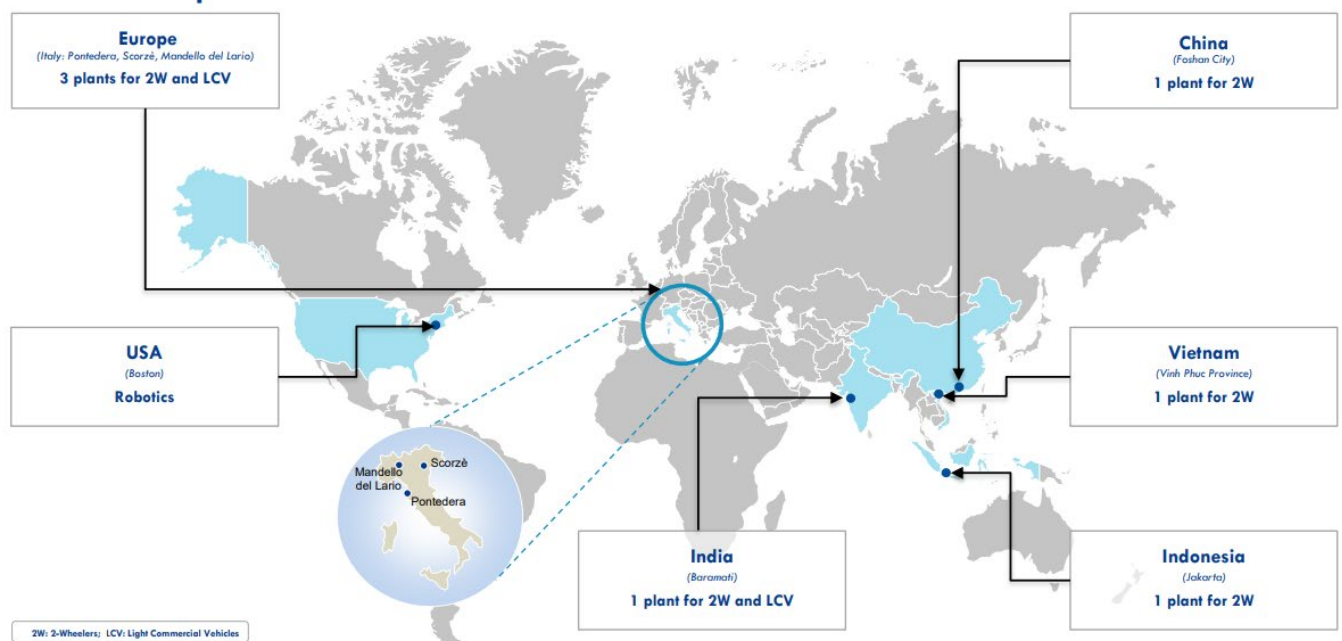 Europe
(Italy: Pontedera, Scorzè, Mandello del Lario)
3 plants for 2W and LCV
China
(Foshan City)
1 plant for 2W
USA
(Boston)
Robotics
Vietnam
(Vinh Phuc Province)
1 plant for 2W
Mandello
del Lario
Scorzè
Pontedera
India
(Baramati)
1 plant for 2W and LCV
Indonesia
(Jakarta)
1 plant for 2W
2W: 2-Wheelers; LCV: Light Commercial Vehicles